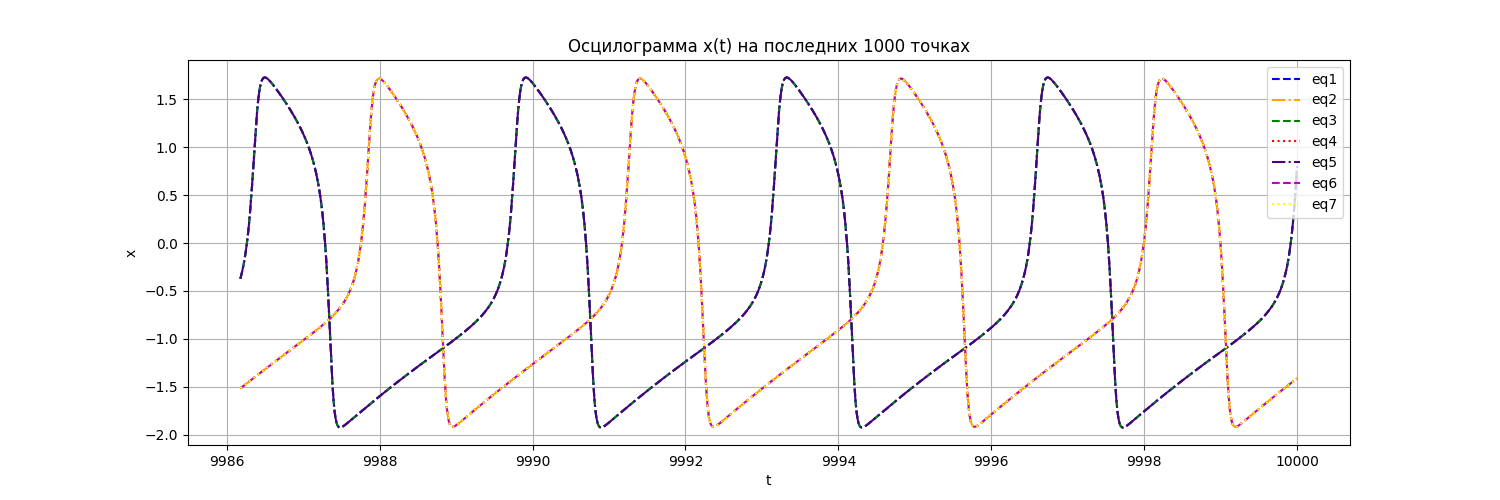 Осцилограмма x(t) на последних 1000 точках
x
1.5
1.0
0.5
0.0
−0.5
−1.0
−1.5
−2.0
eq1
eq2
eq3
eq4
eq5
eq6
eq7
9986
9988
9990
9992
9994
9996
9998
10000
t